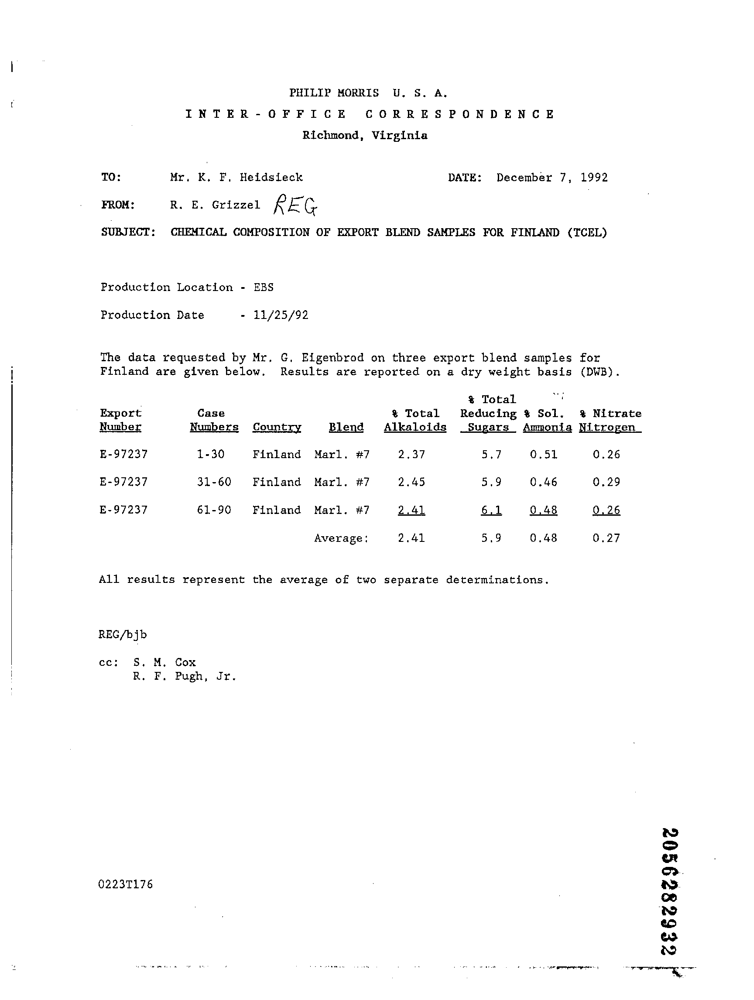 PHILIP MORRIS U. S. A.
INTER-OFFICE CORRESPONDENCE
Richmond, Virginia
TO: Mr. K. F. Heidsieck DATE: December 7, 1992
FROM: R. E. Grizzel REG
SUBJECT: CHEMICAL COMPOSITION OF EXPORT BLEND SAMPLES FOR FINLAND (TCEL)
Production Location - EBS
Production Date - 11/25/92
The data requested by Mr. G. Eigenbrod on three export blend samples for
Finland are given below. Results are reported on a dry weight basis (DWB).
% Total
Export Case % Total Reducing % Sol. % Nitrate
Number Numbers Country Blend Alkaloids Sugars Ammonia Nitrogen
E-97237 1-30 Finland Marl. #7 2.37 5.7 0.51 0.26
E-97237 31-60 Finland Marl. #7 2.45 5.9 0.46 0.29
E-97237 61-90 Finland Marl. #7 2.41 6.1 0.48 0.26
Average: 2.41 5.9 0.48 0.27
All results represent the average of two separate determinations.
REG/bjb
cc: S. M. Cox
R. F. Pugh, Jr.
0223T176
2056282932